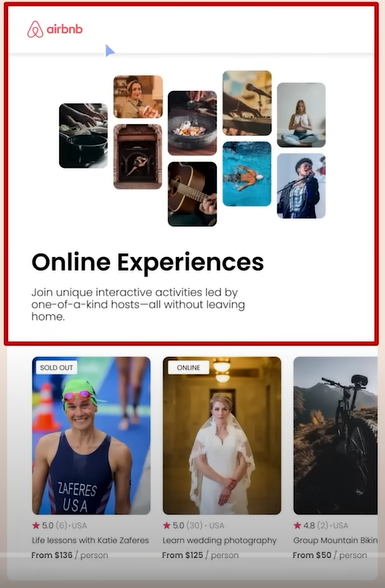 airbnb
Online Experiences
Join unique interactive activities led by
one-of-a-kind hosts—all without leaving
home.
SOLD OUT
ONLINE
ZAFERES
USA
5.0 (6) • USA
5.0 (30) • USA
4.8 (2) • USA
Life lessons with Katie Zaferes
Learn wedding photography
Group Mountain Bikin
From $136 / person
From $125 / person
From $50 / person